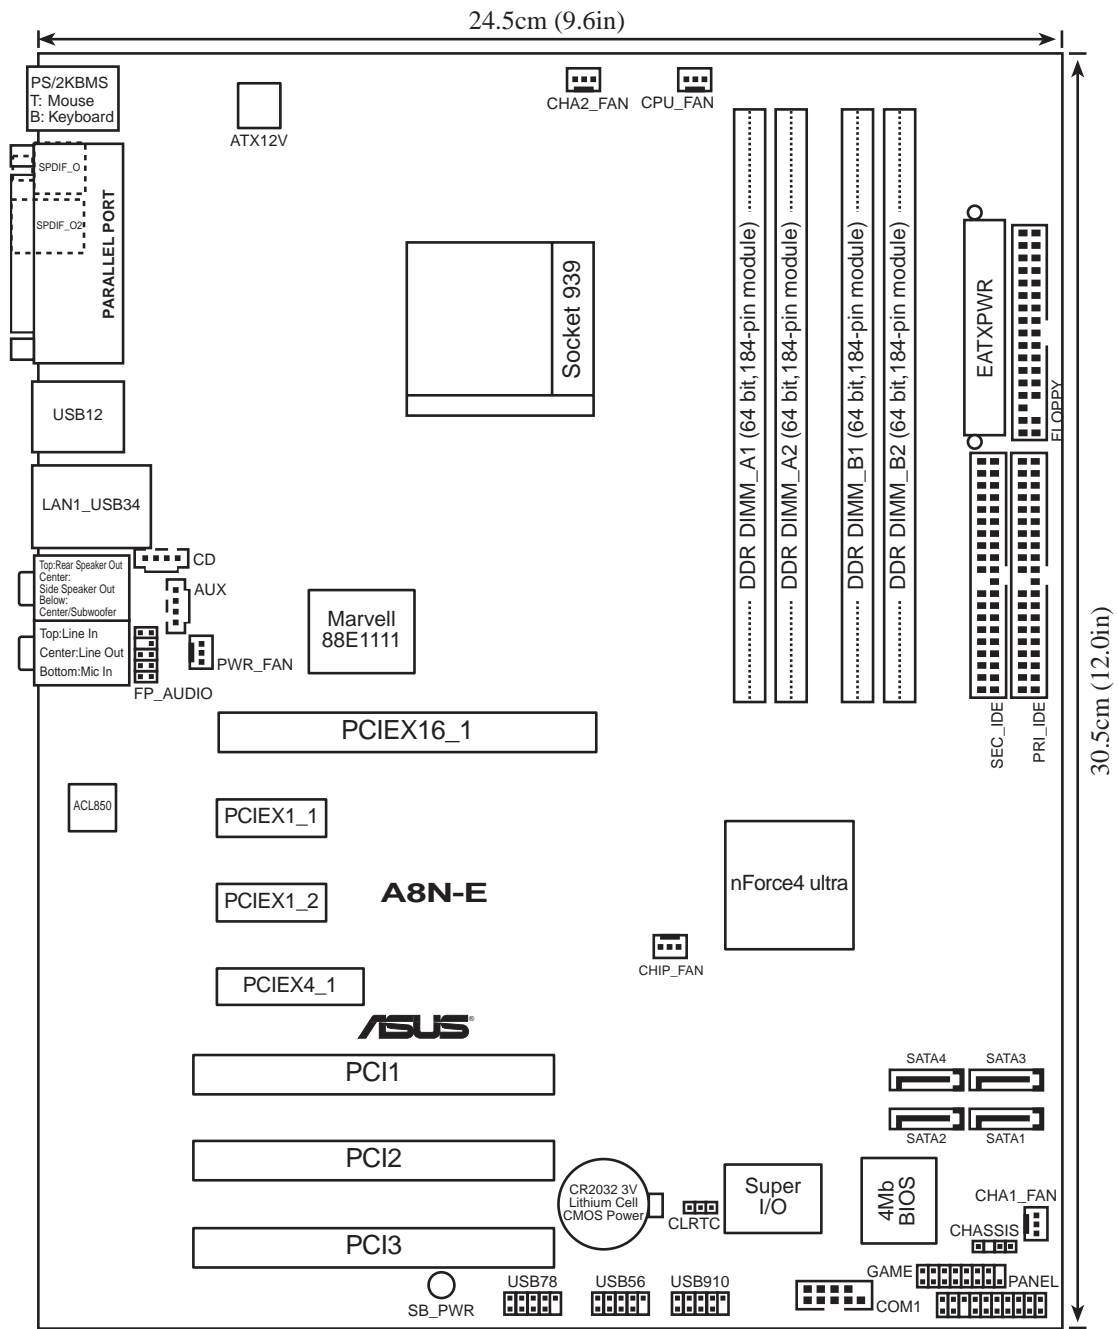 24.5cm (9.6in)
PS/2KBMS
T: Mouse
B: Keyboard
ATX12V
CHA2_FAN
CPU_FAN
SPDIF_O
SPDIF_O2
PARALLEL PORT
Socket 939
DDR DIMM_A1 (64 bit,184-pin module)
DDR DIMM_A2 (64 bit,184-pin module)
DDR DIMM_B1 (64 bit,184-pin module)
DDR DIMM_B2 (64 bit,184-pin module)
EATXPWR
FLOPPY
USB12
LAN1_USB34
CD
AUX
Top:Rear Speaker Out
Center:
Side Speaker Out
Below:
Center/Subwoofer
Top:Line In
Center:Line Out
Bottom:Mic In
FP_AUDIO
PWR_FAN
Marvell
88E1111
SEC_IDE
PRI_IDE
30.5cm (12.0in)
PCIEX16_1
ACL850
PCIEX1_1
PCIEX1_2
A8N-E
nForce4 ultra
CHIP_FAN
PCIEX4_1
ASUS®
PCI1
SATA4
SATA3
SATA2
SATA1
PCI2
CR2032 3V
Lithium Cell
CMOS Power
CLRTC
Super
I/O
4Mb
BIOS
CHA1_FAN
CHASSIS
PCI3
GAME
PANEL
SB_PWR
USB78
USB56
USB910
COM1